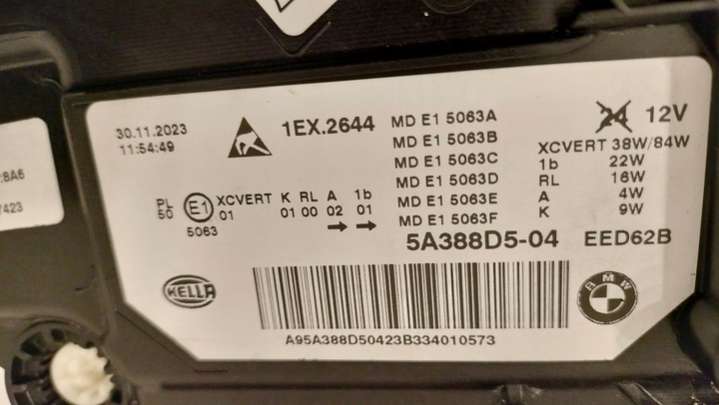 :8A6
7423
30.11.2023
11:54:49
1EX.2644
MD E1 5063A
MD E1 5063B
MD E1 5063C
MD E1 5063D
MD E1 5063E
MD E1 5063F
24 12V
XCVERT 38W/84W
1b 22W
RL 16W
A 4W
K 9W
PL
50
E1
5063
XCVERT K RL A 1b
01 01 00 02 01
5A388D5-04 EED62B
HELLA
BMW
A95A388D50423B334010573